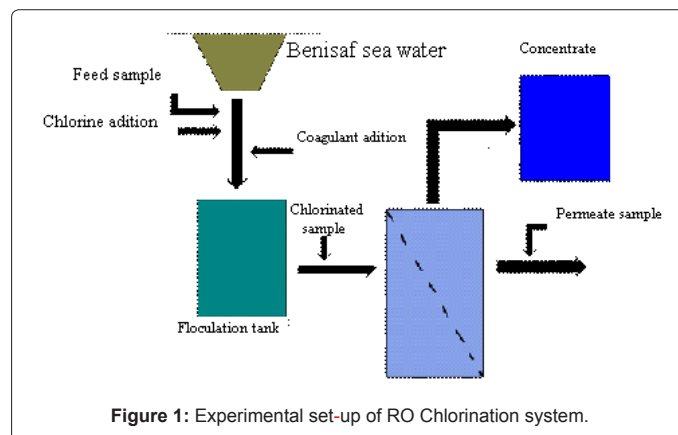 Benisaf sea water
Concentrate
Feed sample
Chlorine adition
Coagulant adition
Chlorinated
sample
Permeate sample
Floculation tank
Figure 1: Experimental set-up of RO Chlorination system.